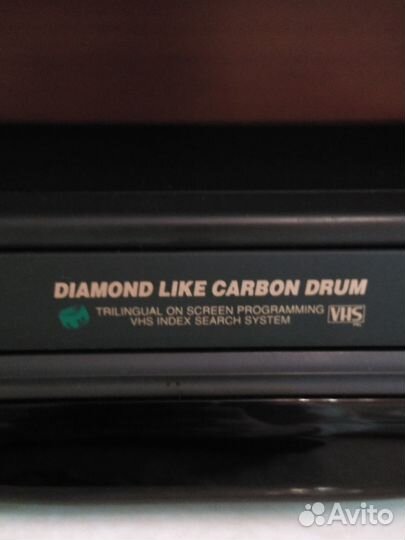 DIAMOND LIKE CARBON DRUM
TRILINGUAL ON SCREEN PROGRAMMING
VHS INDEX SEARCH SYSTEM
VHS
Avito